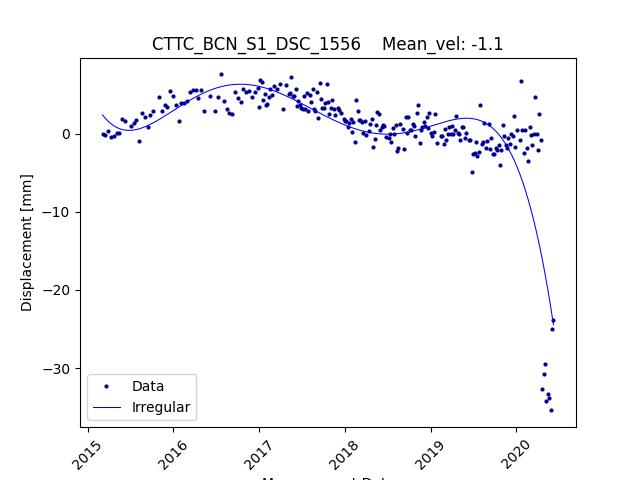 CTTC_BCN_S1_DSC_1556    Mean_vel: -1.1
Displacement [mm]
0
−10
−20
−30
Data
Irregular
2015
2016
2017
2018
2019
2020